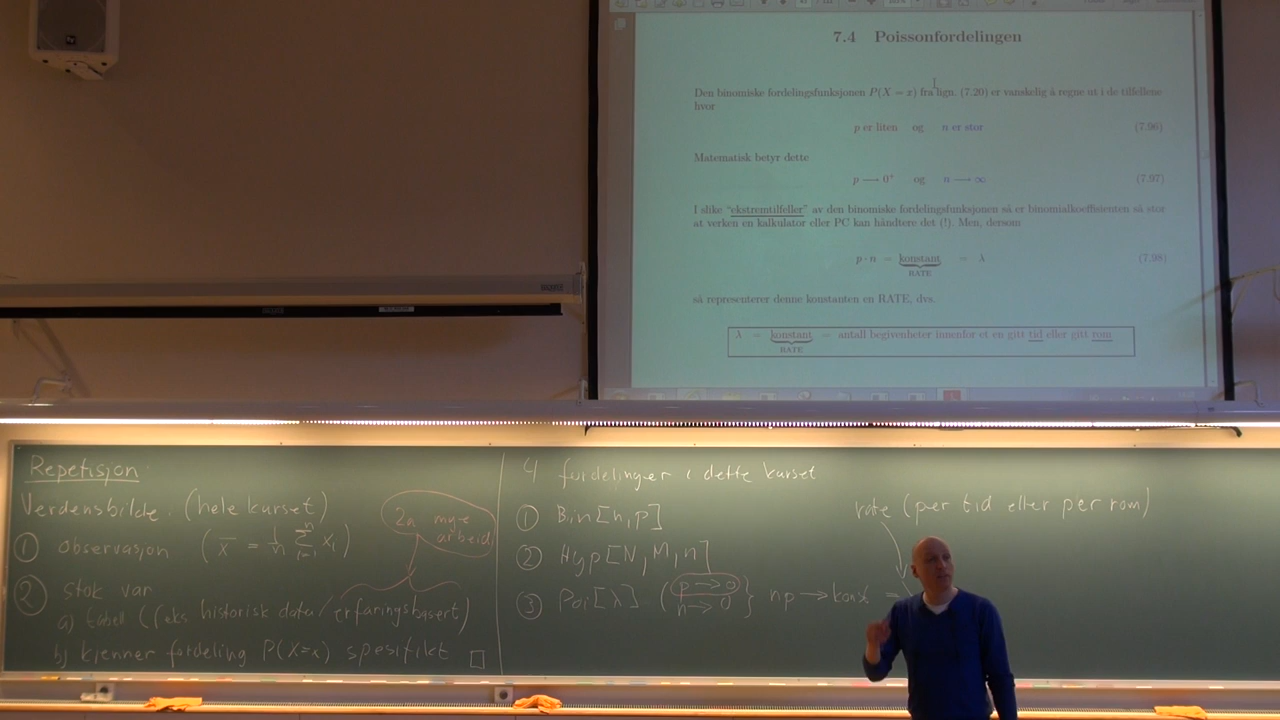 7.4 Poissonfordelingen
Den binomiske fordelingsfunksjonen P(X = x) fra lign. (7.20) er vanskelig å regne ut i de tilfellene
hvor
p er liten og n er stor (7.96)
Matematisk betyr dette
p → 0⁺ og n → ∞ (7.97)
I slike "ekstremtilfeller" av den binomiske fordelingsfunksjonen så er binomialkoeffisienten så stor
at verken en kalkulator eller PC kan håndtere det (!). Men, dersom
p · n = konstant = λ (7.98)
RATE
så representerer denne konstanten en RATE, dvs.
λ = konstant = antall begivenheter innenfor et en gitt tid eller gitt rom
RATE
Repetisjon
Verdensbilde: (hele kurset)
① observasjon (x̄ = 1/n Σ i=1 n xᵢ)
② stok var
a) tabell (f.eks historisk data / erfaringsbasert)
b) kjenner fordeling P(X=x) spesifikt □
2a mye
arbeid
4 fordelinger i dette kurset
① Bin[n,p]
② Hyp[N,M,n]
③ Poi[λ] (p → 0
n → 0} np → konst =
rate (per tid eller per rom)